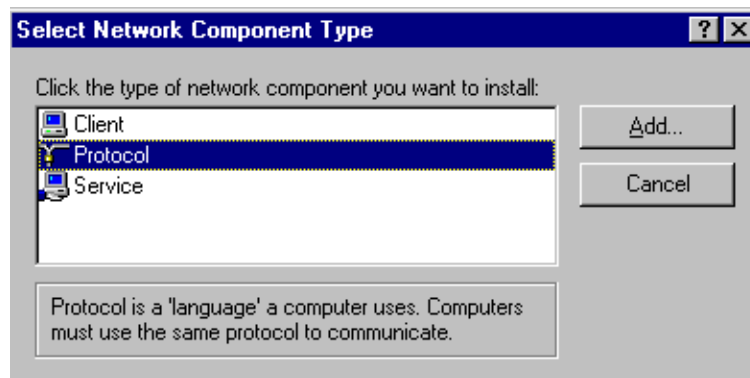 Select Network Component Type
Click the type of network component you want to install:
Client
Add...
Protocol
Service
Cancel
Protocol is a 'language' a computer uses. Computers
must use the same protocol to communicate.